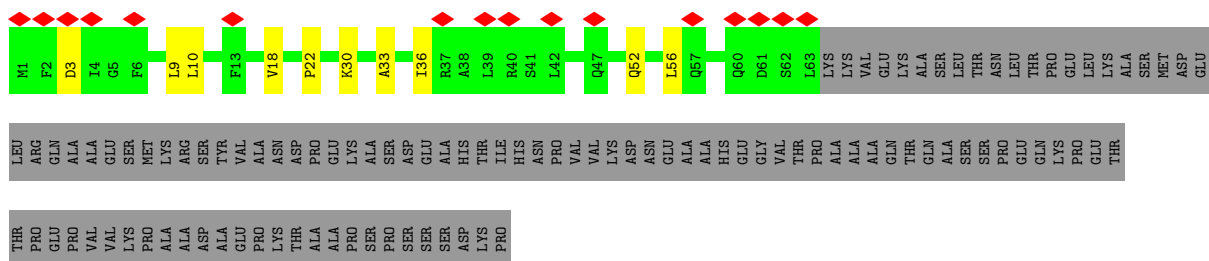 M1 F2 D3 I4 G5 F6 L9 L10 F13 V18 P22 K30 A33 I36 R37 A38 L39 R40 S41 L42 Q47 Q52 L56 Q57 Q60 D61 S62 L63 LYS LYS VAL GLU LYS ALA SER LEU THR ASN LEU THR PRO GLU LEU LYS ALA SER MET ASP GLU
LEU ARG GLN ALA ALA GLU SER MET LYS ARG SER TYR VAL ALA ASN ASP PRO GLU LYS ALA SER ASP GLU ALA HIS THR ILE HIS ASN PRO VAL VAL LYS ASP ASN GLU ALA ALA HIS GLU GLY VAL THR PRO ALA ALA ALA GLN THR GLN ALA SER SER PRO GLU GLN LYS PRO GLU THR
THR PRO GLU PRO VAL VAL LYS PRO ALA ALA ASP ALA GLU PRO LYS THR ALA ALA PRO SER PRO SER SER SER ASP LYS PRO